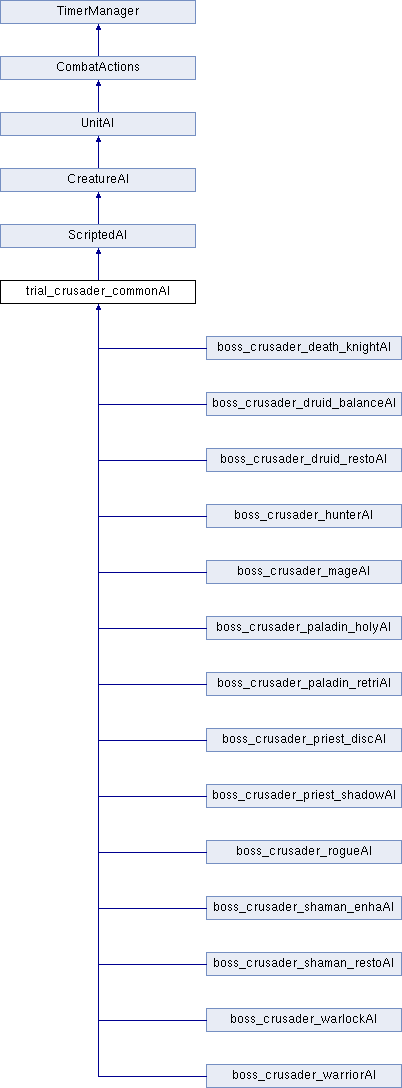 TimerManager
CombatActions
UnitAI
CreatureAI
ScriptedAI
trial_crusader_commonAI
boss_crusader_death_knightAI
boss_crusader_druid_balanceAI
boss_crusader_druid_restoAI
boss_crusader_hunterAI
boss_crusader_mageAI
boss_crusader_paladin_holyAI
boss_crusader_paladin_retriAI
boss_crusader_priest_discAI
boss_crusader_priest_shadowAI
boss_crusader_rogueAI
boss_crusader_shaman_enhaAI
boss_crusader_shaman_restoAI
boss_crusader_warlockAI
boss_crusader_warriorAI